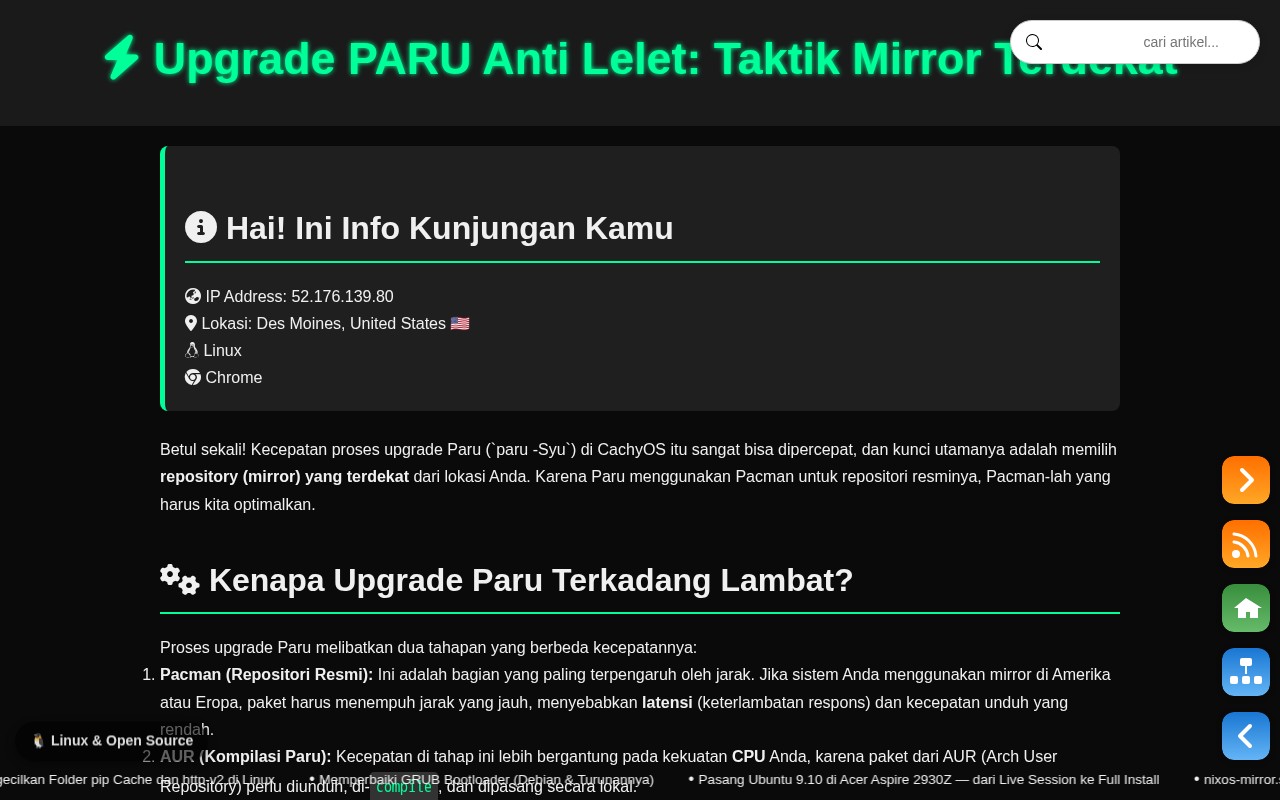 Upgrade PARU Anti Lelet: Taktik Mirror Terdekat
cari artikel...
Hai! Ini Info Kunjungan Kamu
IP Address: 52.176.139.80
Lokasi: Des Moines, United States 🇺🇸
Linux
Chrome
Betul sekali! Kecepatan proses upgrade Paru (`paru -Syu`) di CachyOS itu sangat bisa dipercepat, dan kunci utamanya adalah memilih
repository (mirror) yang terdekat dari lokasi Anda. Karena Paru menggunakan Pacman untuk repositori resminya, Pacman-lah yang
harus kita optimalkan.
Kenapa Upgrade Paru Terkadang Lambat?
Proses upgrade Paru melibatkan dua tahapan yang berbeda kecepatannya:
1. Pacman (Repositori Resmi): Ini adalah bagian yang paling terpengaruh oleh jarak. Jika sistem Anda menggunakan mirror di Amerika
atau Eropa, paket harus menempuh jarak yang jauh, menyebabkan latensi (keterlambatan respons) dan kecepatan unduh yang
rendah.
🐧 Linux & Open Source
2. AUR (Kompilasi Paru): Kecepatan di tahap ini lebih bergantung pada kekuatan CPU Anda, karena paket dari AUR (Arch User
Repository) perlu diunduh, di-compile, dan dipasang secara lokal.
gecilkan Folder pip Cache dan http-v2 di Linux • Memperbaiki GRUB Bootloader (Debian & Turunannya) • Pasang Ubuntu 9.10 di Acer Aspire 2930Z — dari Live Session ke Full Install • nixos-mirror.s